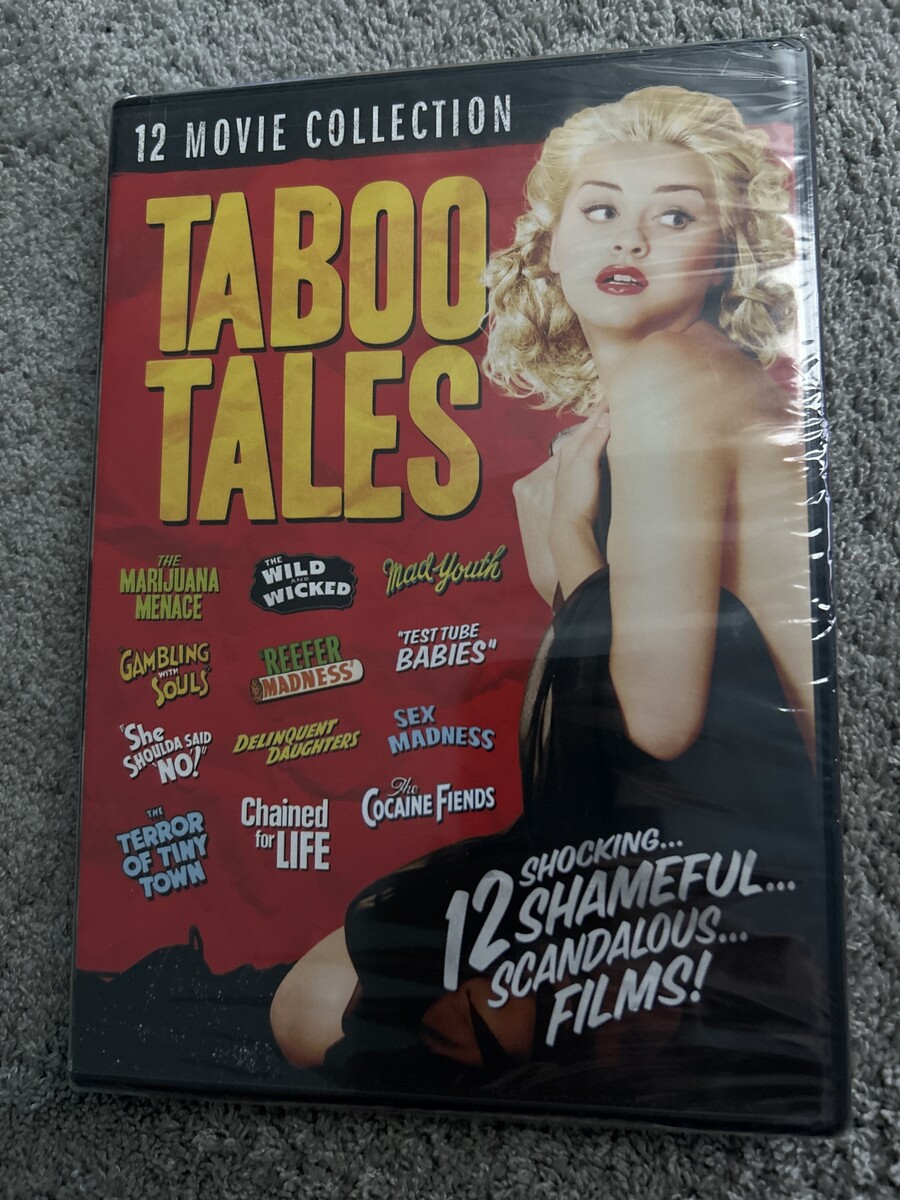 12 MOVIE COLLECTION
TABOO
TALES
THE
MARIJUANA
MENACE
THE
WILD
AND
WICKED
Mad Youth
"GAMBLING
WITH
SOULS"
"REEFER
MADNESS"
"TEST TUBE
BABIES"
"She
SHOULDA SAID
"NO!"
DELINQUENT
DAUGHTERS
SEX
MADNESS
THE
TERROR
OF TINY
TOWN
Chained
for LIFE
The
COCAINE FIENDS
12 SHOCKING...
SHAMEFUL...
SCANDALOUS...
FILMS!